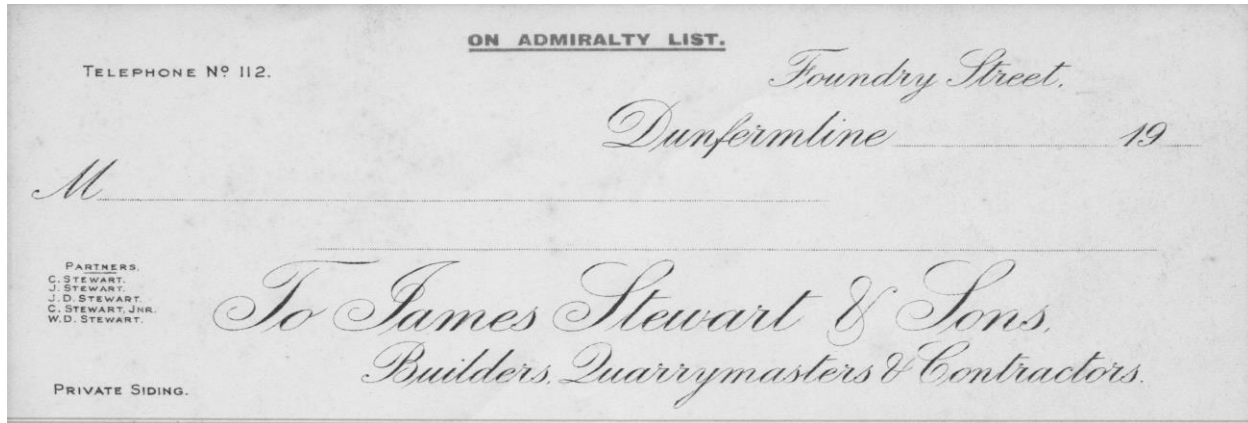 ON ADMIRALTY LIST.
TELEPHONE Nº 112.
Foundry Street,
Dunfermline 19
M
PARTNERS.
C. STEWART.
J. STEWART.
J. D. STEWART.
C. STEWART, JNR.
W. D. STEWART.
To James Stewart & Sons,
Builders, Quarrymasters & Contractors.
PRIVATE SIDING.